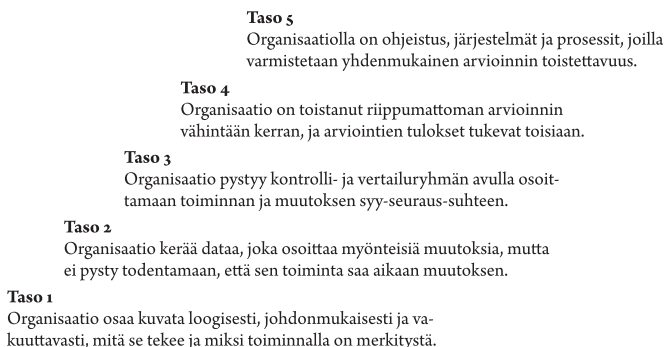 Taso 5
Organisaatiolla on ohjeistus, järjestelmät ja prosessit, joilla
varmistetaan yhdenmukainen arvioinnin toistettavuus.
Taso 4
Organisaatio on toistanut riippumattoman arvioinnin
vähintään kerran, ja arviointien tulokset tukevat toisiaan.
Taso 3
Organisaatio pystyy kontrolli- ja vertailuryhmän avulla osoit-
tamaan toiminnan ja muutoksen syy-seuraus-suhteen.
Taso 2
Organisaatio kerää dataa, joka osoittaa myönteisiä muutoksia, mutta
ei pysty todentamaan, että sen toiminta saa aikaan muutoksen.
Taso 1
Organisaatio osaa kuvata loogisesti, johdonmukaisesti ja va-
kuuttavasti, mitä se tekee ja miksi toiminnalla on merkitystä.